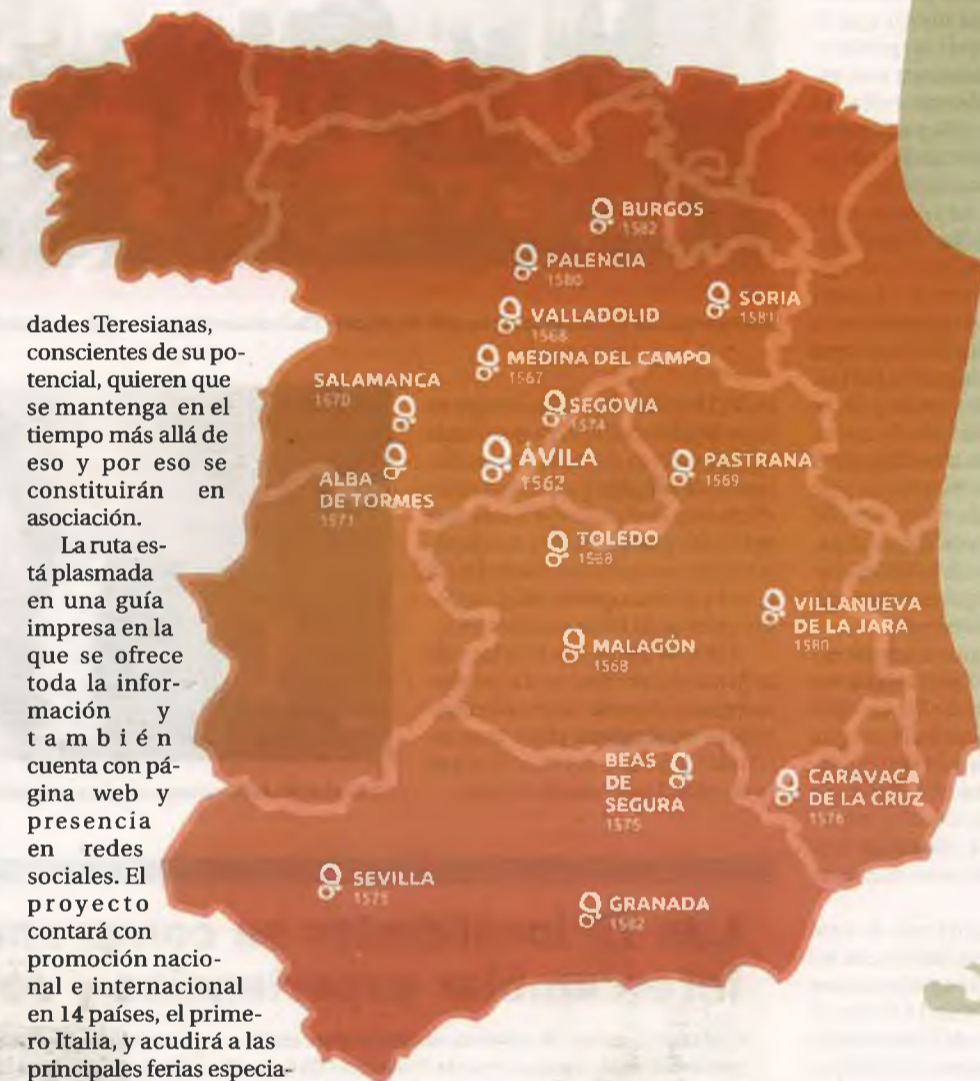 dades Teresianas,
conscientes de su po-
tencial, quieren que
se mantenga en el
tiempo más allá de
eso y por eso se
constituirán en
asociación.
La ruta es-
tá plasmada
en una guía
impresa en la
que se ofrece
toda la infor-
mación y
también
cuenta con pá-
gina web y
presencia
en redes
sociales. El
proyecto
contará con
promoción nacio-
nal e internacional
en 14 países, el prime-
ro Italia, y acudirá a las
principales ferias especia-
BURGOS
1582
PALENCIA
1580
SORIA
1581
VALLADOLID
1568
MEDINA DEL CAMPO
1567
SALAMANCA
1570
SEGOVIA
1574
ÁVILA
1562
PASTRANA
1569
ALBA
DE TORMES
1571
TOLEDO
1568
VILLANUEVA
DE LA JARA
1580
MALAGÓN
1568
BEAS
DE
SEGURA
1575
CARAVACA
DE LA CRUZ
1576
SEVILLA
1575
GRANADA
1582